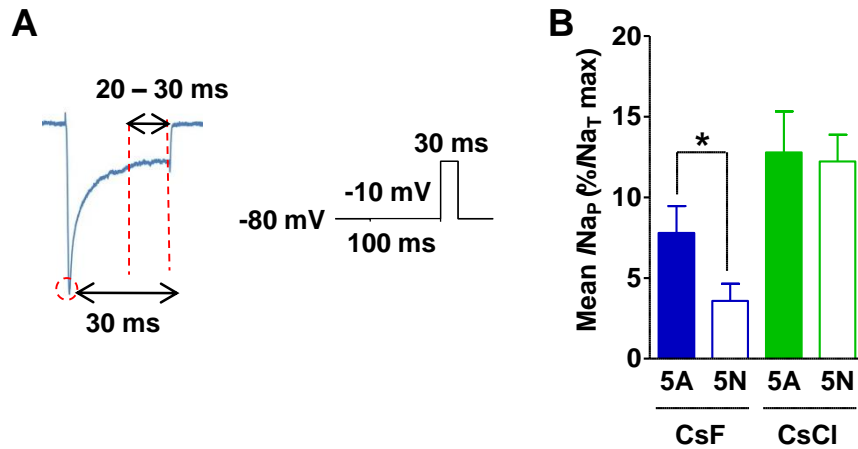 A
20 – 30 ms
30 ms
30 ms
-10 mV
-80 mV
100 ms
B
Mean INaP (%INaT max)
20
15
10
5
0
*
5A 5N 5A 5N
CsF CsCl